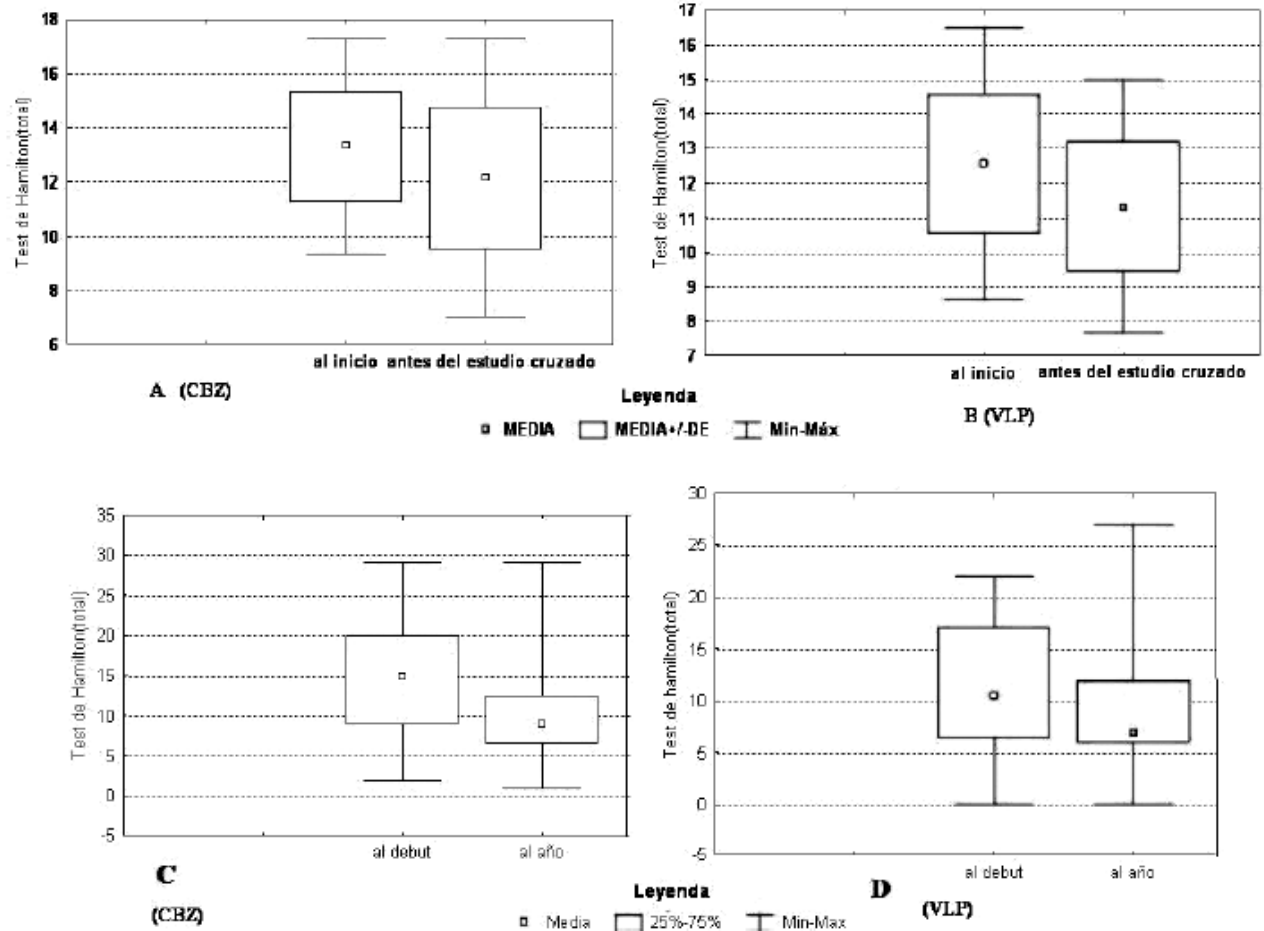 18
16
14
12
10
8
6
Test de Hamilton(total)
al inicio antes del estudio cruzado
A (CBZ)
17
16
15
14
13
12
11
10
9
8
7
Test de Hamilton(total)
al inicio antes del estudio cruzado
B (VLP)
Leyenda
MEDIA MEDIA+/-DE Min-Máx
35
30
25
20
15
10
5
0
-5
Test de Hamilton(total)
al debut al año
C
(CBZ)
30
25
20
15
10
5
0
-5
Test de hamilton(total)
al debut al año
D
(VLP)
Leyenda
Media 25%-75% Min-Max